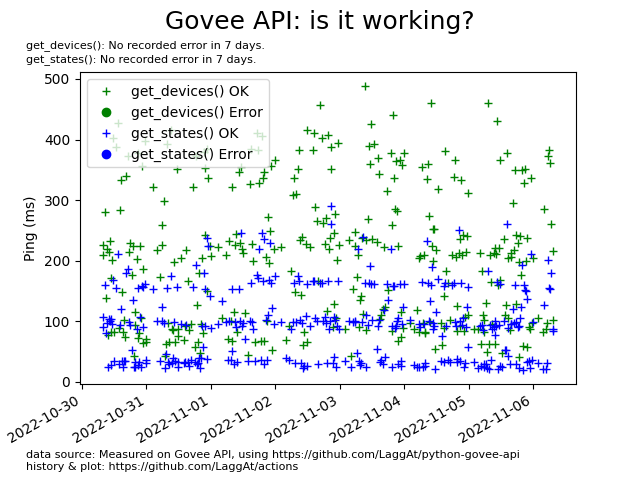 Govee API: is it working?
get_devices(): No recorded error in 7 days.
get_states(): No recorded error in 7 days.
get_devices() OK
get_devices() Error
get_states() OK
get_states() Error
Ping (ms)
500
400
300
200
100
0
2022-10-30
2022-10-31
2022-11-01
2022-11-02
2022-11-03
2022-11-04
2022-11-05
2022-11-06
data source: Measured on Govee API, using https://github.com/LaggAt/python-govee-api
history & plot: https://github.com/LaggAt/actions